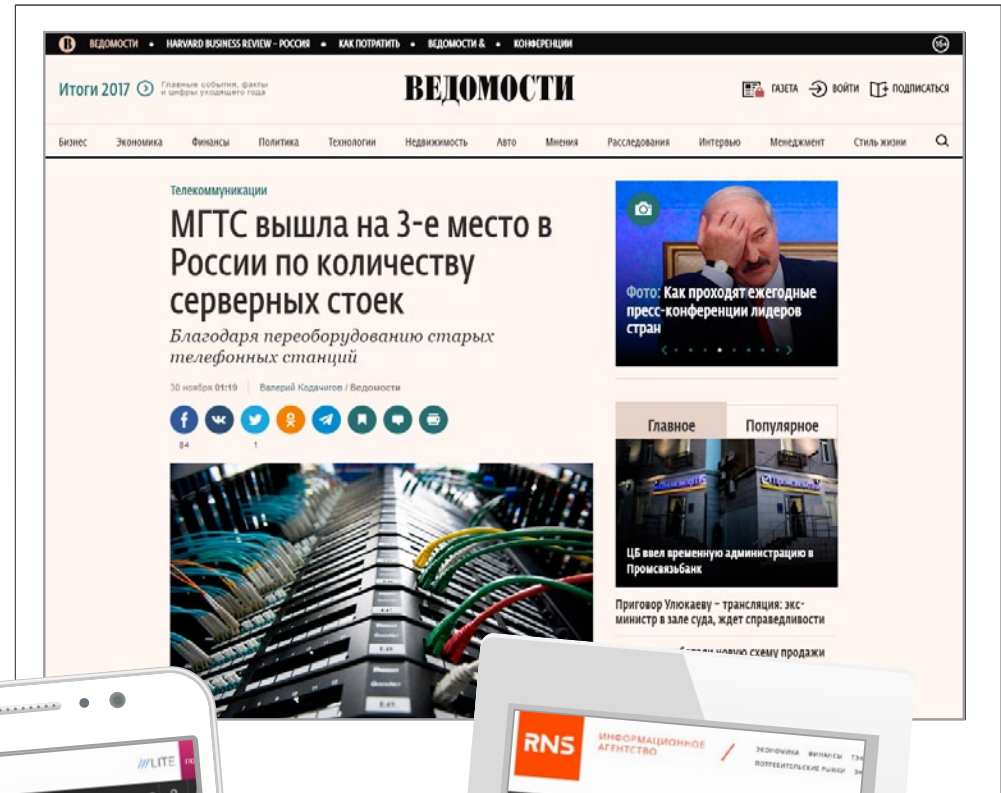 В ВЕДОМОСТИ • HARVARD BUSINESS REVIEW – РОССИЯ • КАК ПОТРАТИТЬ • ВЕДОМОСТИ & • КОНФЕРЕНЦИИ 16+
Итоги 2017 Главные события, факты
и цифры уходящего года
ВЕДОМОСТИ
ГАЗЕТА ВОЙТИ ПОДПИСАТЬСЯ
Бизнес Экономика Финансы Политика Технологии Недвижимость Авто Мнения Расследования Интервью Менеджмент Стиль жизни
Телекоммуникации
МГТС вышла на 3-е место в
России по количеству
серверных стоек
Благодаря переоборудованию старых
телефонных станций
30 ноября 01:19 Валерий Кодачигов / Ведомости
84 1
Фото: Как проходят ежегодные
пресс-конференции лидеров
стран
Главное Популярное
ЦБ ввел временную администрацию в
Промсвязьбанк
Приговор Улюкаеву – трансляция: экс-
министр в зале суда, ждет справедливости
новую схему продажи
///LITE
RNS
ИНФОРМАЦИОННОЕ
АГЕНТСТВО
/
ЭКОНОМИКА ФИНАНСЫ
ПОТРЕБИТЕЛЬСКИЕ РЫНКИ